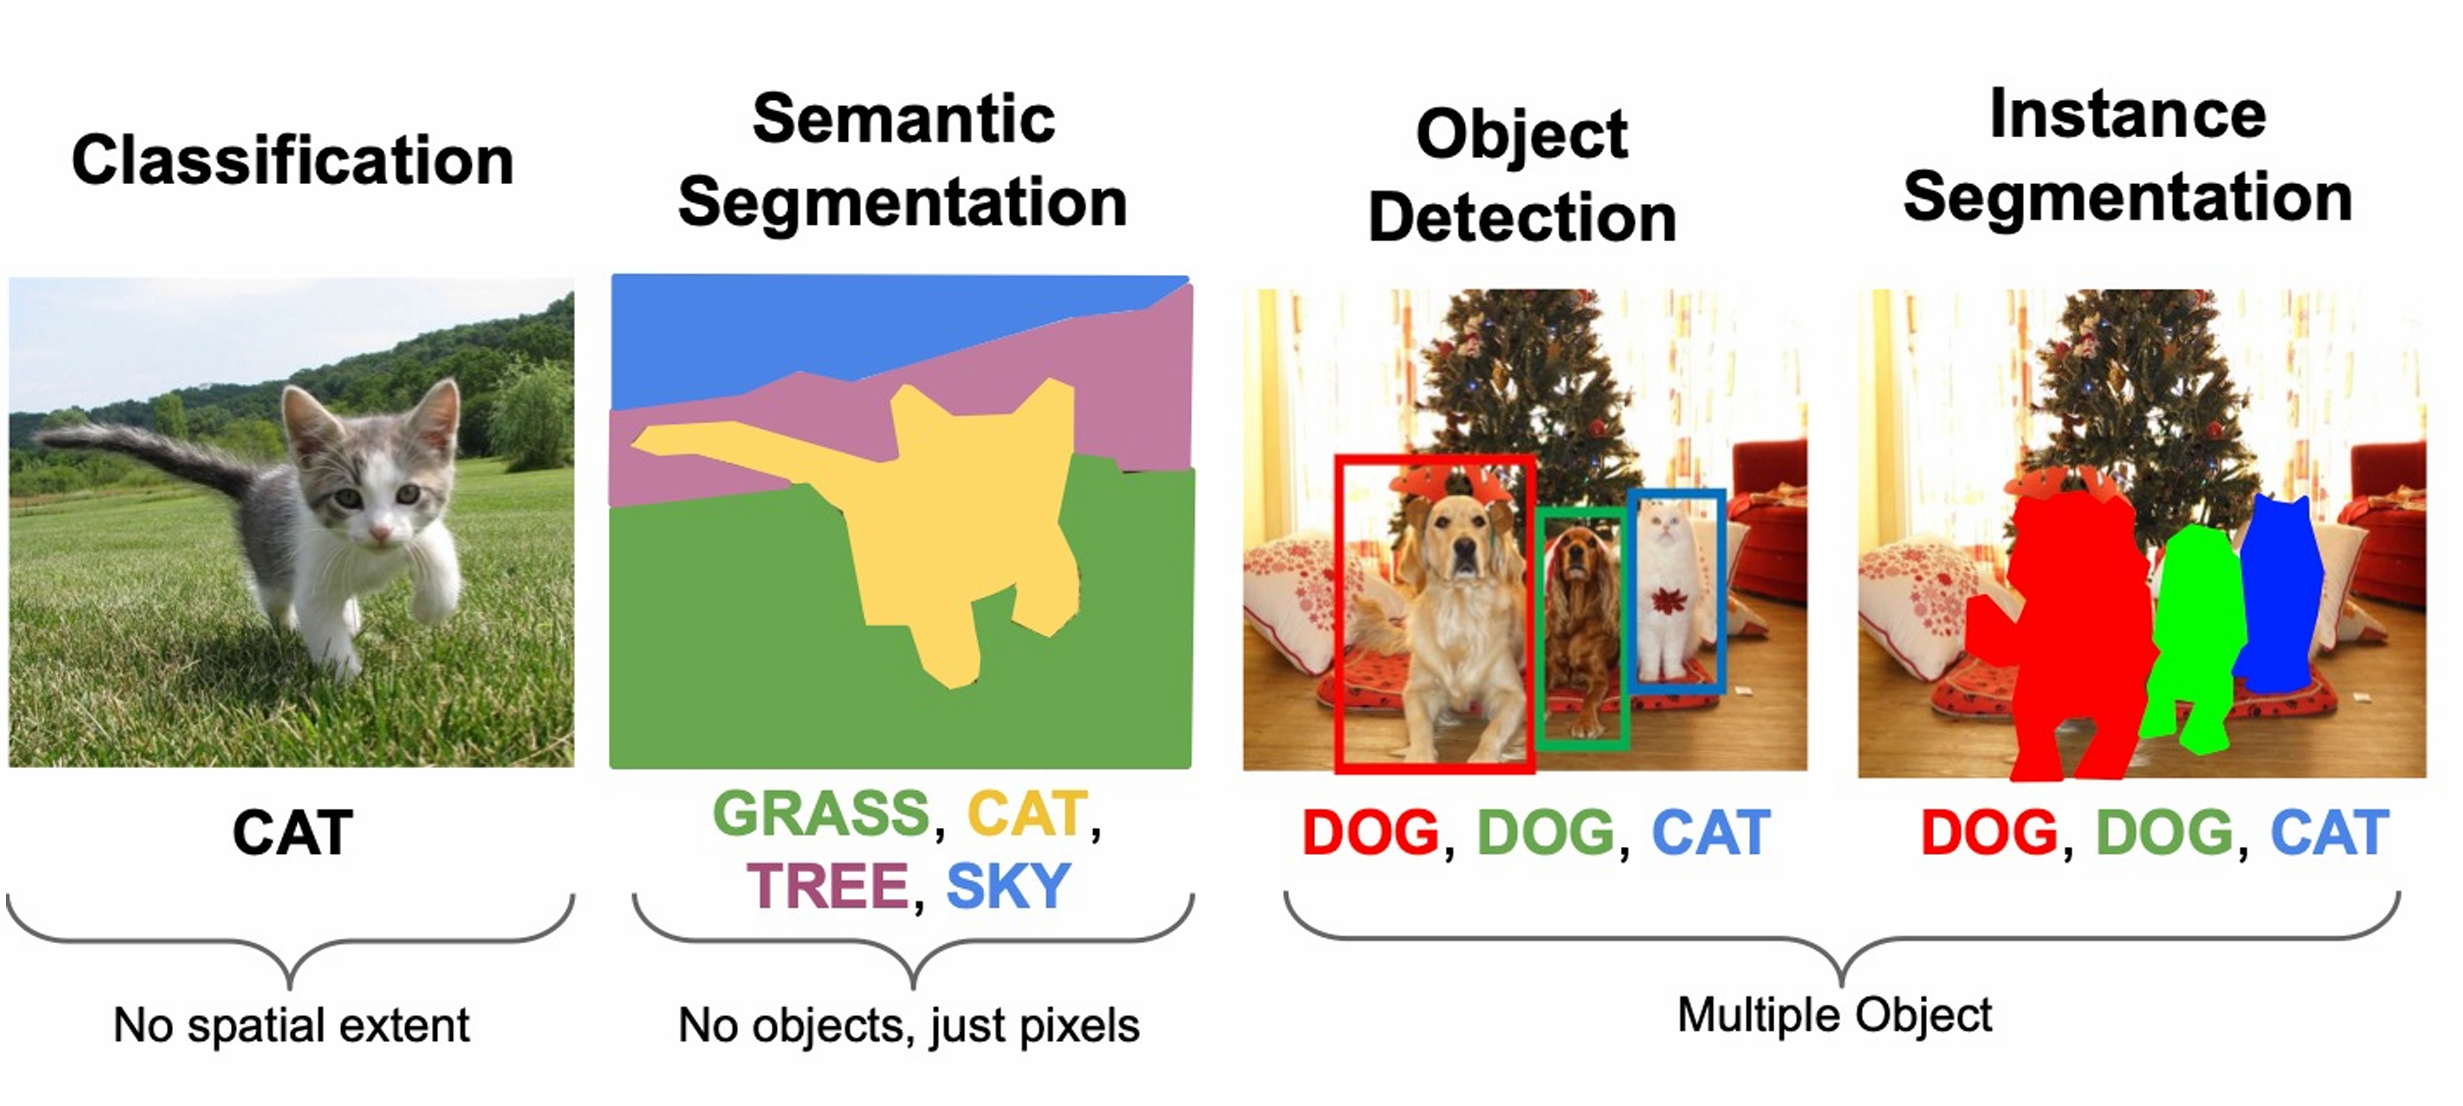 Classification
CAT
No spatial extent
Semantic
Segmentation
GRASS, CAT,
TREE, SKY
No objects, just pixels
Object
Detection
DOG, DOG, CAT
Instance
Segmentation
DOG, DOG, CAT
Multiple Object